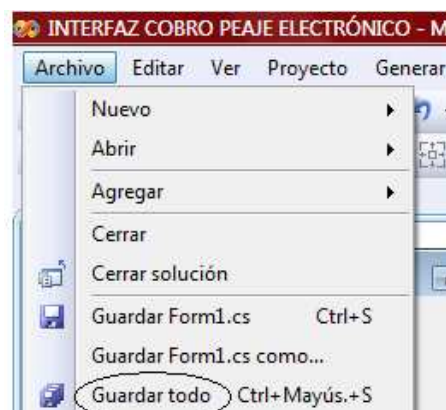 INTERFAZ COBRO PEAJE ELECTRÓNICO - M
Archivo Editar Ver Proyecto Generar
Nuevo
Abrir
Agregar
Cerrar
Cerrar solución
Guardar Form1.cs Ctrl+S
Guardar Form1.cs como...
Guardar todo Ctrl+Mayús.+S